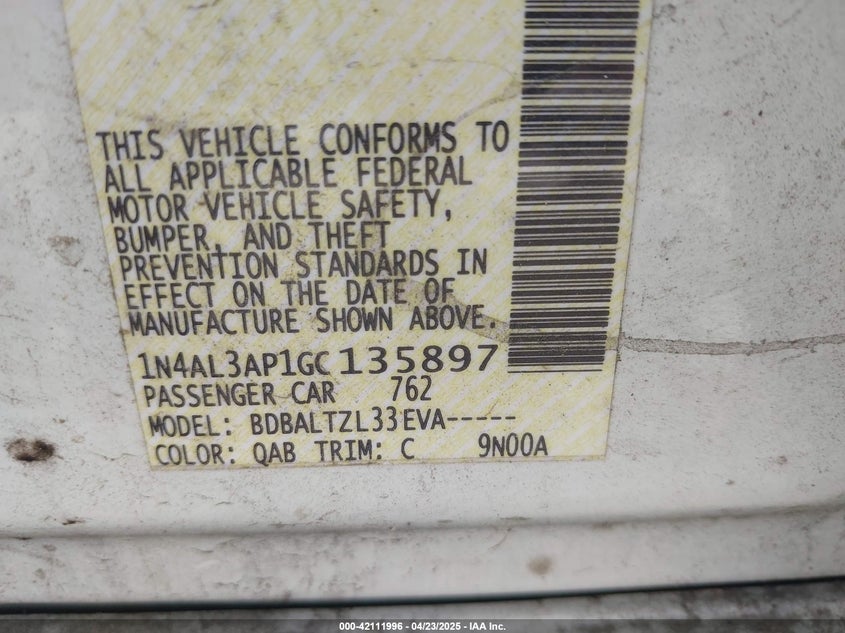 THIS VEHICLE CONFORMS TO
ALL APPLICABLE FEDERAL
MOTOR VEHICLE SAFETY,
BUMPER, AND THEFT
PREVENTION STANDARDS IN
EFFECT ON THE DATE OF
MANUFACTURE SHOWN ABOVE.
1N4AL3AP1GC135897
PASSENGER CAR 762
MODEL: BDBALTZL33EVA-----
COLOR: QAB TRIM: C 9N00A
000-42111996 - 04/23/2025 - IAA Inc.